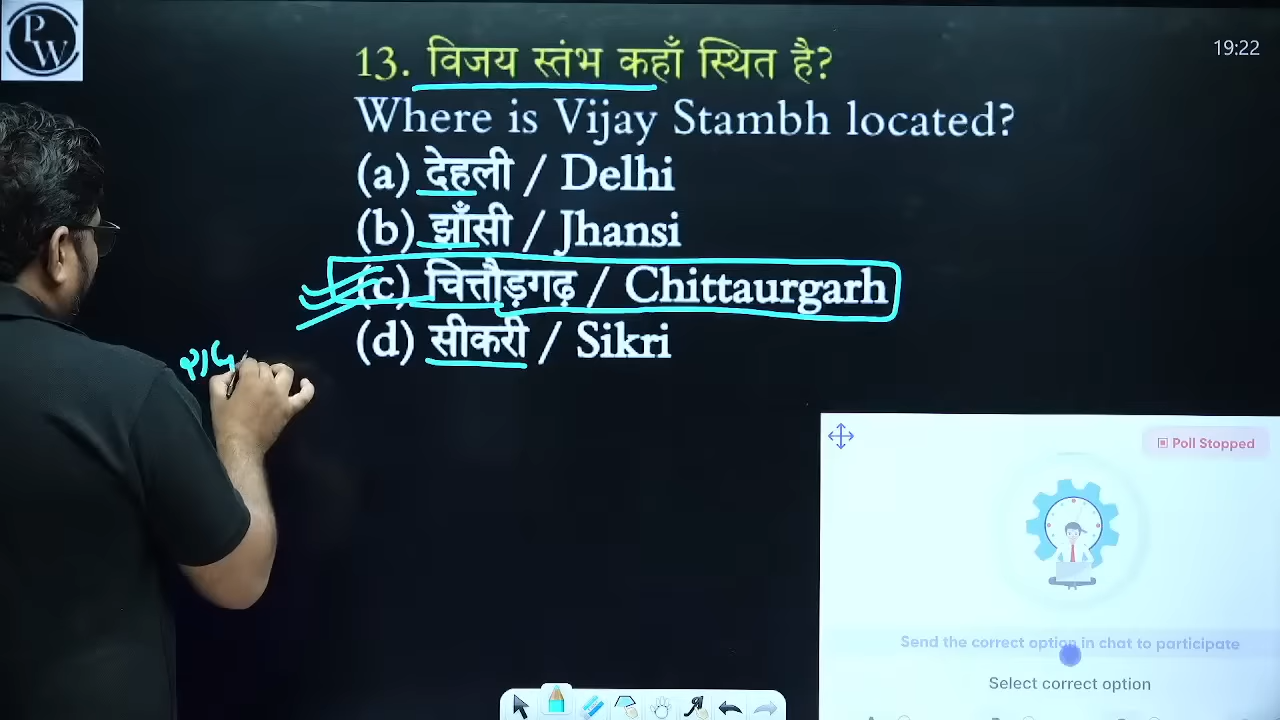 PW
19:22
13. विजय स्तंभ कहाँ स्थित है?
Where is Vijay Stambh located?
(a) देहली / Delhi
(b) झाँसी / Jhansi
(c) चित्तौड़गढ़ / Chittaurgarh
(d) सीकरी / Sikri
Poll Stopped
Send the correct option in chat to participate
Select correct option